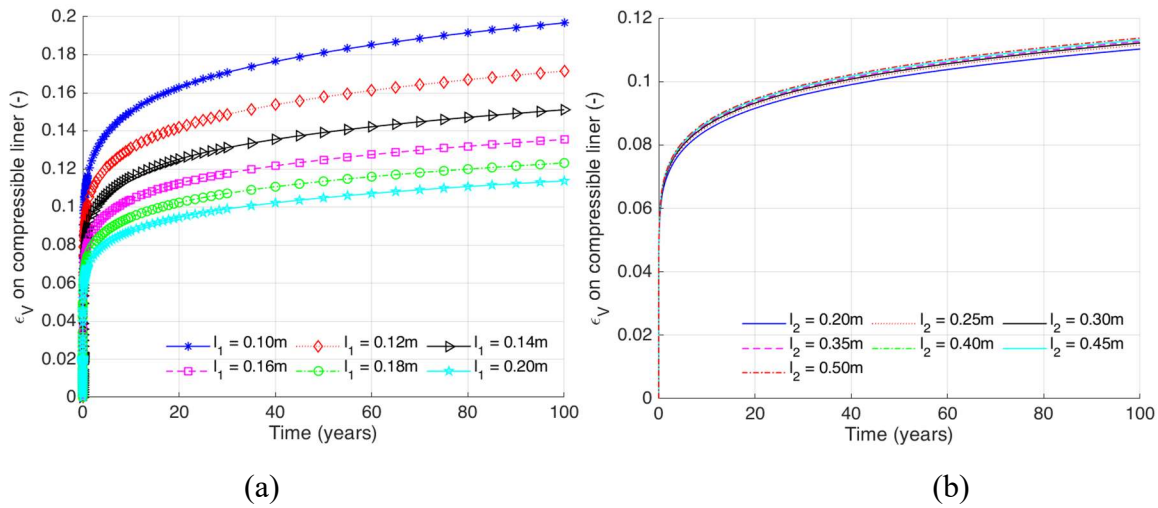 0.2
0.18
0.16
0.14
0.12
0.1
0.08
0.06
0.04
0.02
0
ϵV on compressible liner (-)
l1 = 0.10m l1 = 0.12m l1 = 0.14m
l1 = 0.16m l1 = 0.18m l1 = 0.20m
0 20 40 60 80 100
Time (years)
(a)
0.12
0.1
0.08
0.06
0.04
0.02
0
ϵV on compressible liner (-)
l2 = 0.20m l2 = 0.25m l2 = 0.30m
l2 = 0.35m l2 = 0.40m l2 = 0.45m
l2 = 0.50m
0 20 40 60 80 100
Time (years)
(b)